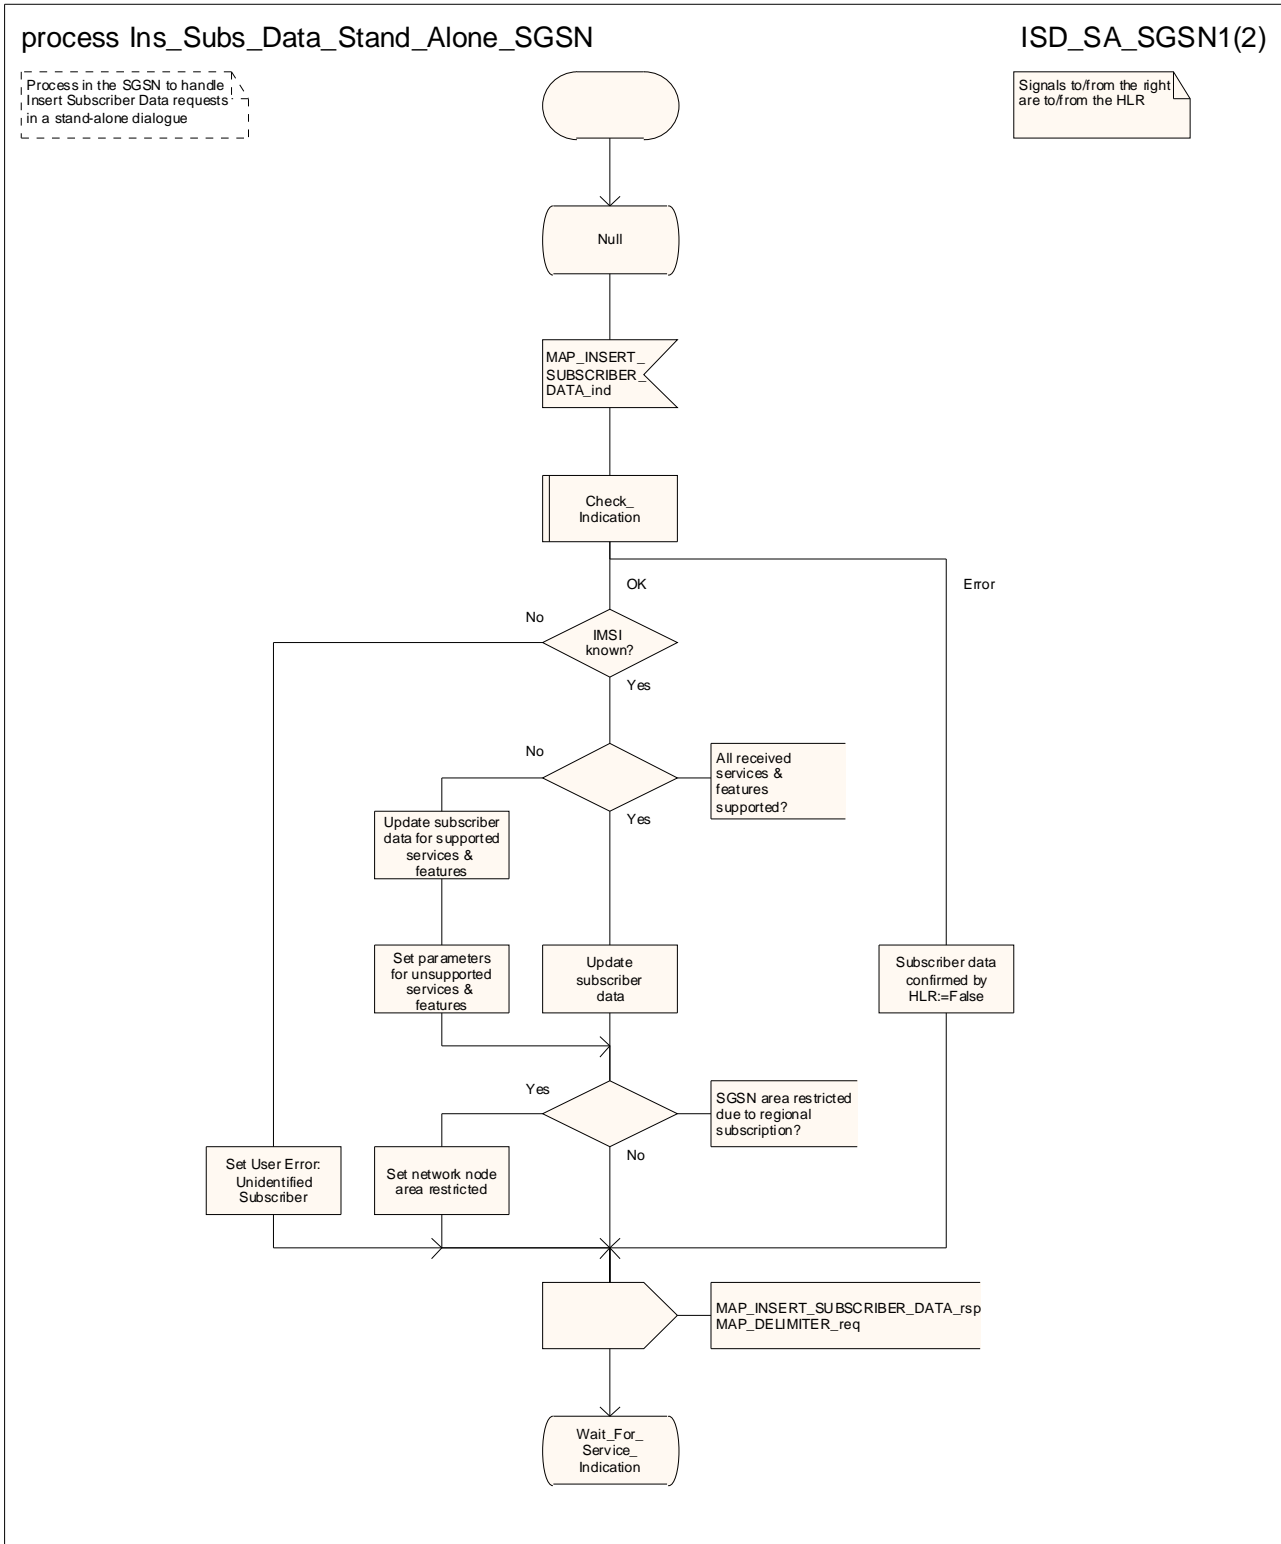 process Ins_Subs_Data_Stand_Alone_SGSN
ISD_SA_SGSN1(2)
Process in the SGSN to handle
Insert Subscriber Data requests
in a stand-alone dialogue
Signals to/from the right
are to/from the HLR
Null
MAP_INSERT_
SUBSCRIBER_
DATA_ind
Check_
Indication
OK
Error
No
IMSI
known?
Yes
No
All received
services &
features
supported?
Yes
Update subscriber
data for supported
services &
features
Set parameters
for unsupported
services &
features
Update
subscriber
data
Subscriber data
confirmed by
HLR:=False
Yes
SGSN area restricted
due to regional
subscription?
No
Set User Error:
Unidentified
Subscriber
Set network node
area restricted
MAP_INSERT_SUBSCRIBER_DATA_rsp
MAP_DELIMITER_req
Wait_For_
Service_
Indication